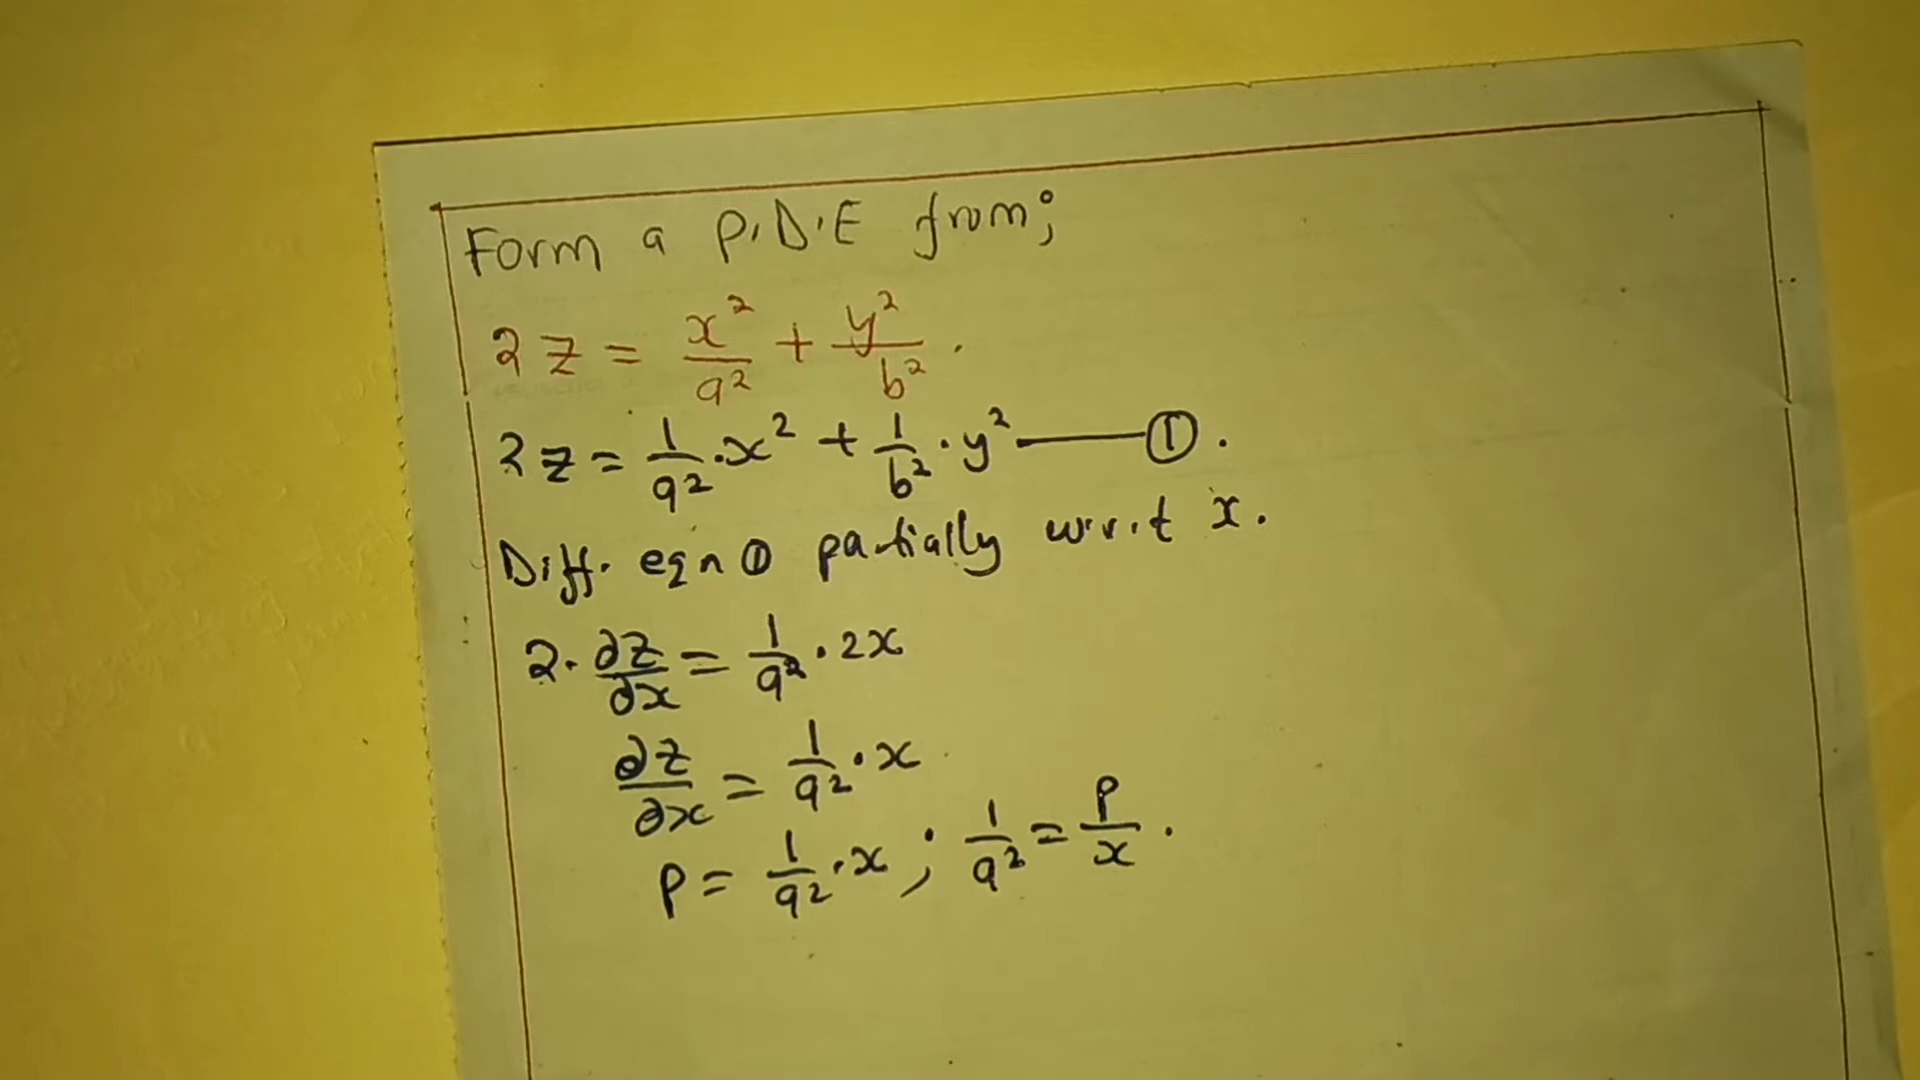 Form a P.D.E from;
2z = x²/a² + y²/b².
2z = 1/a² · x² + 1/b² · y² —— ①.
Diff. eqn ① partially w.r.t x.
2· ∂z/∂x = 1/a² · 2x
∂z/∂x = 1/a² · x
P = 1/a² · x ; 1/a² = P/x .